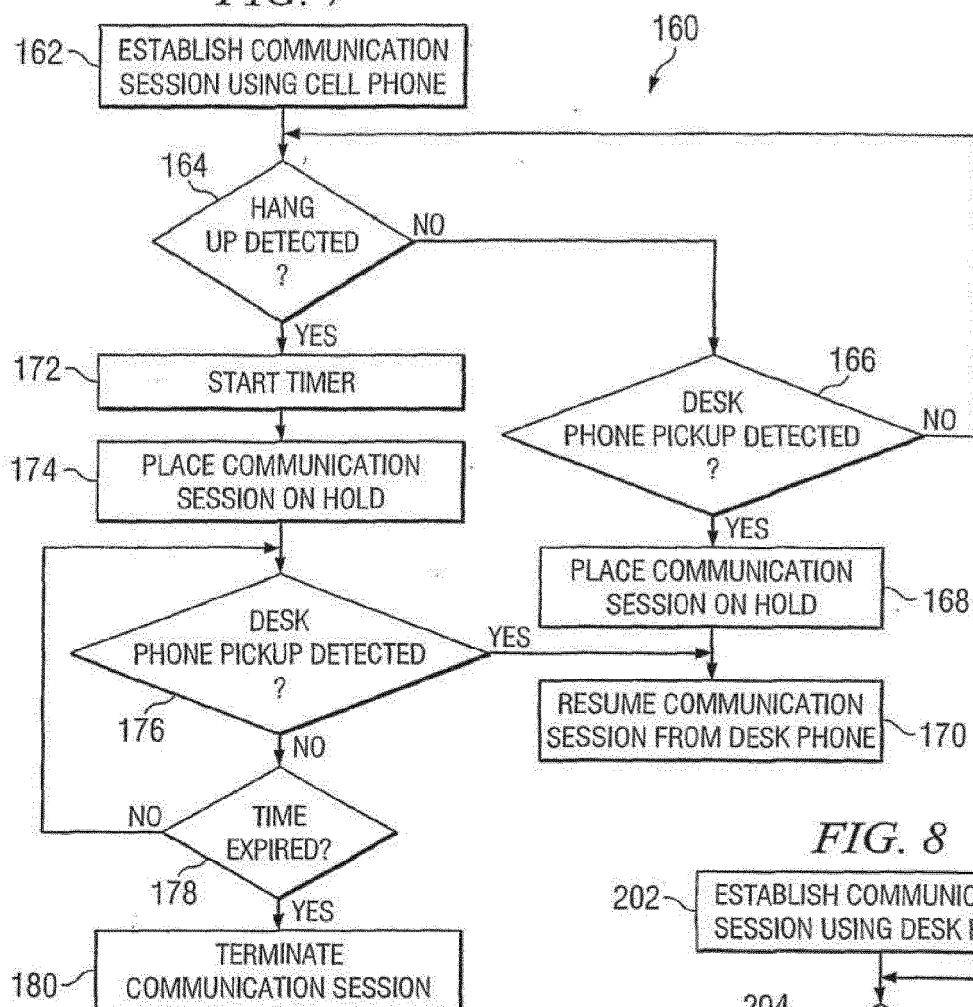 162
ESTABLISH COMMUNICATION
SESSION USING CELL PHONE
160
164
HANG
UP DETECTED
?
NO
YES
172
START TIMER
166
DESK
PHONE PICKUP DETECTED
?
NO
YES
174
PLACE COMMUNICATION
SESSION ON HOLD
PLACE COMMUNICATION
SESSION ON HOLD
168
DESK
PHONE PICKUP DETECTED
?
YES
176
NO
RESUME COMMUNICATION
SESSION FROM DESK PHONE
170
NO
TIME
EXPIRED?
178
YES
180
TERMINATE
COMMUNICATION SESSION
FIG. 8
202
ESTABLISH
SESSION USING DESK
204